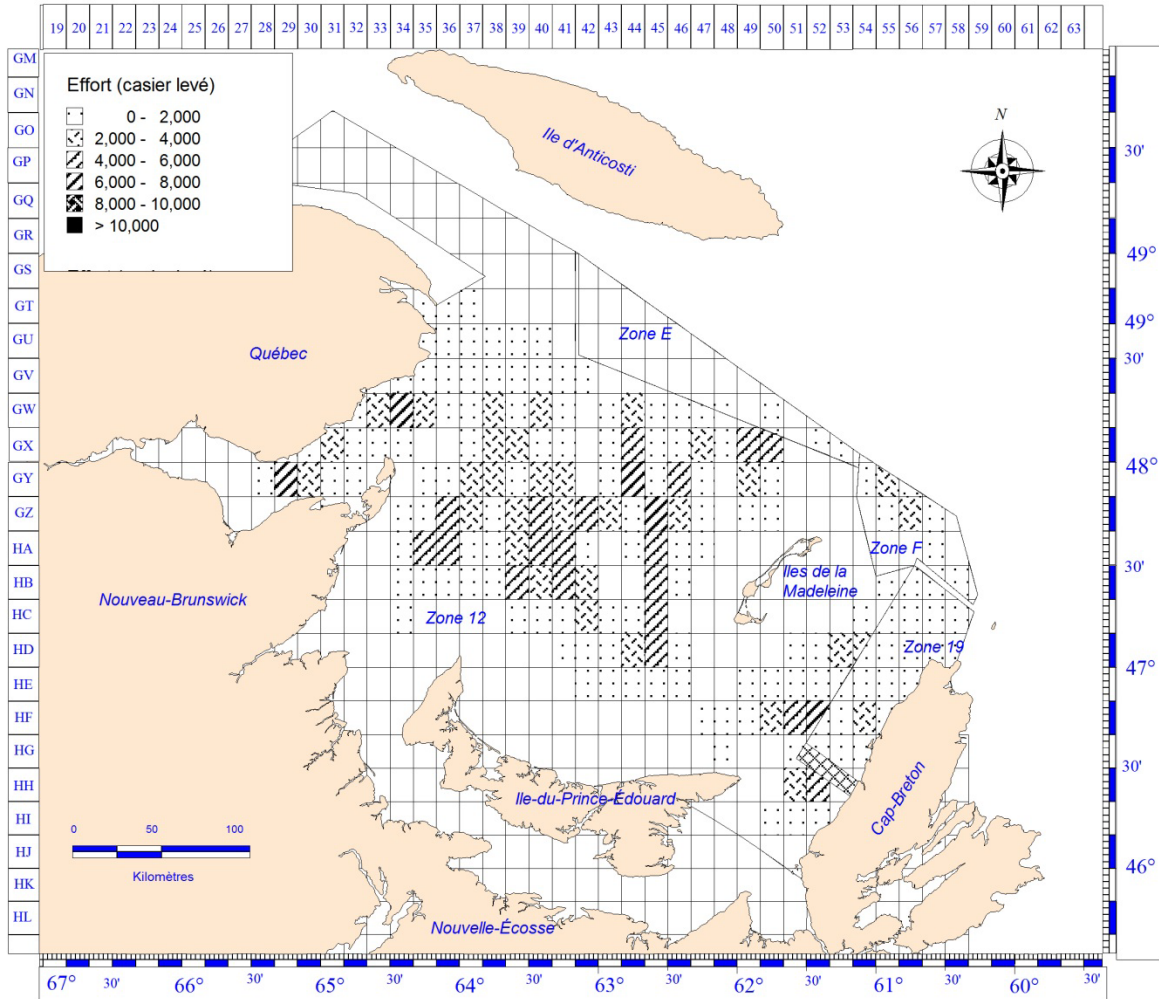 19 20 21 22 23 24 25 26 27 28 29 30 31 32 33 34 35 36 37 38 39 40 41 42 43 44 45 46 47 48 49 50 51 52 53 54 55 56 57 58 59 60 61 62 63
GM
GN
GO
GP
GQ
GR
GS
GT
GU
GV
GW
GX
GY
GZ
HA
HB
HC
HD
HE
HF
HG
HH
HI
HJ
HK
HL
Effort (casier levé)
0 - 2,000
2,000 - 4,000
4,000 - 6,000
6,000 - 8,000
8,000 - 10,000
> 10,000
Ile d'Anticosti
N
Zone E
Québec
Zone F
Iles de la
Madeleine
Nouveau-Brunswick
Zone 12
Zone 19
Ile-du-Prince-Édouard
Cap-Breton
Nouvelle-Écosse
0 50 100
Kilomètres
30'
49°
49°
30'
48°
30'
47°
30'
46°
67° 30' 66° 30' 65° 30' 64° 30' 63° 30' 62° 30' 61° 30' 60° 30'